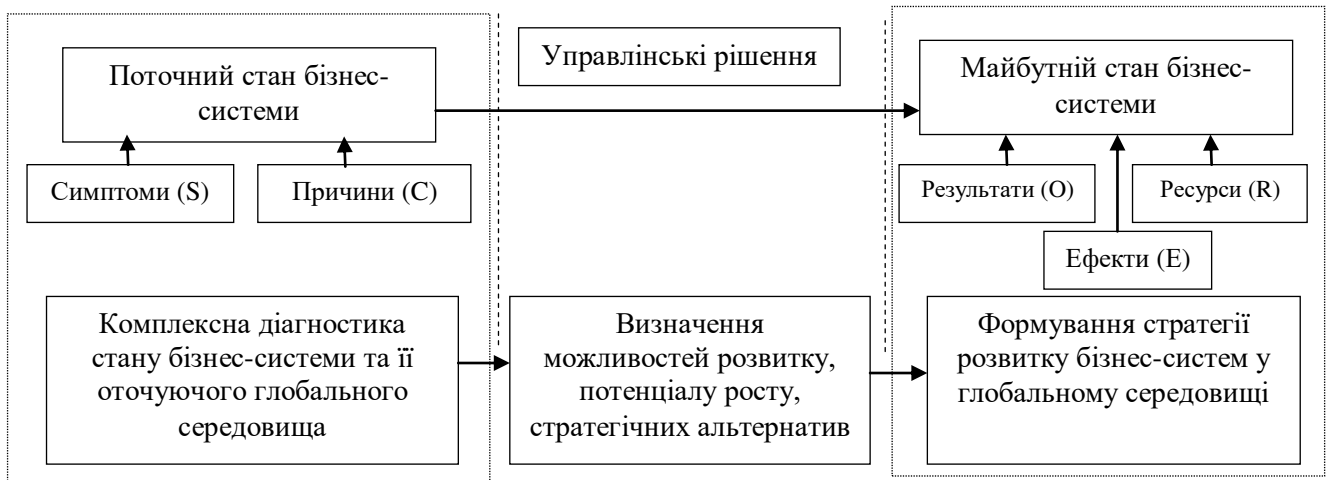 Поточний стан бізнес-
системи
Управлінські рішення
Майбутній стан бізнес-
системи
Симптоми (S)
Причини (C)
Результати (O)
Ресурси (R)
Ефекти (E)
Комплексна діагностика
стану бізнес-системи та її
оточуючого глобального
середовища
Визначення
можливостей розвитку,
потенціалу росту,
стратегічних альтернатив
Формування стратегії
розвитку бізнес-систем у
глобальному середовищі